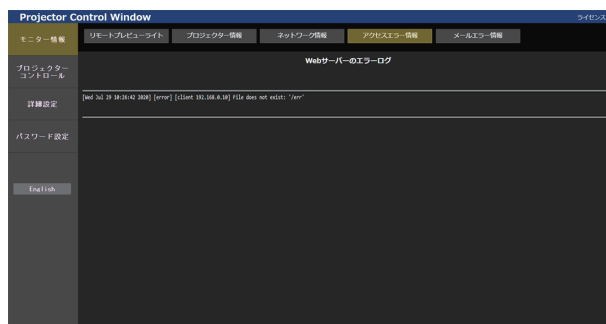 Projector Control Window
ライセンス
モニター情報
リモートプレビューライト
プロジェクター情報
ネットワーク情報
アクセスエラー情報
メールエラー情報
Webサーバーのエラーログ
プロジェクター
コントロール
[Wed Jul 29 10:26:42 2020] [error] [client 192.168.0.10] File does not exist: '/err'
詳細設定
パスワード設定
English